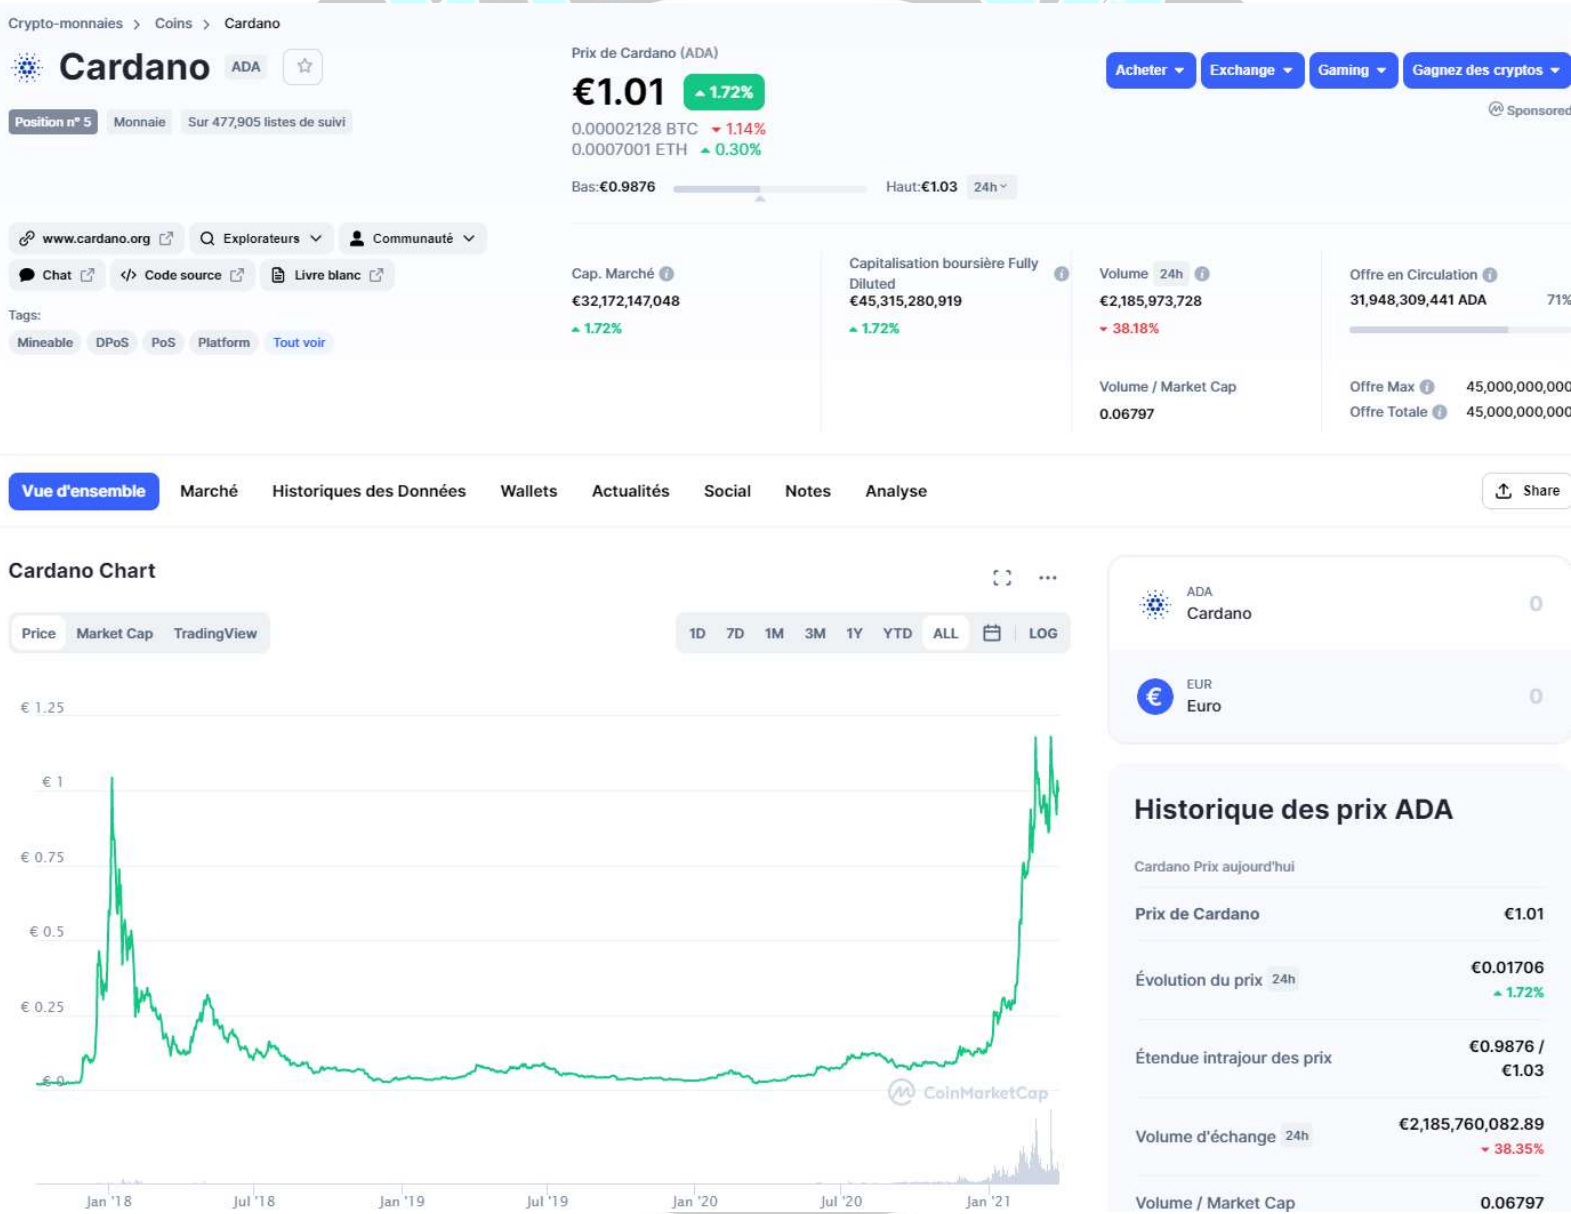 Crypto-monnaies > Coins > Cardano
Cardano ADA
Position n° 5 Monnaie Sur 477,905 listes de suivi
www.cardano.org Explorateurs Communauté
Chat Code source Livre blanc
Tags:
Mineable DPoS PoS Platform Tout voir
Prix de Cardano (ADA)
€1.01 1.72%
0.00002128 BTC 1.14%
0.0007001 ETH 0.30%
Bas:€0.9876 Haut:€1.03 24h
Acheter Exchange Gaming Gagnez des cryptos
Sponsored
Cap. Marché
€32,172,147,048
1.72%
Capitalisation boursière Fully
Diluted
€45,315,280,919
1.72%
Volume 24h
€2,185,973,728
38.18%
Volume / Market Cap
0.06797
Offre en Circulation
31,948,309,441 ADA 71%
Offre Max 45,000,000,000
Offre Totale 45,000,000,000
Vue d'ensemble Marché Historiques des Données Wallets Actualités Social Notes Analyse Share
Cardano Chart
Price Market Cap TradingView 1D 7D 1M 3M 1Y YTD ALL LOG
€ 1.25
€ 1
€ 0.75
€ 0.5
€ 0.25
€ 0
CoinMarketCap
Jan '18 Jul '18 Jan '19 Jul '19 Jan '20 Jul '20 Jan '21
ADA
Cardano 0
EUR
Euro 0
Historique des prix ADA
Cardano Prix aujourd'hui
Prix de Cardano €1.01
Évolution du prix 24h €0.01706
1.72%
Étendue intrajour des prix €0.9876 /
€1.03
Volume d'échange 24h €2,185,760,082.89
38.35%
Volume / Market Cap 0.06797